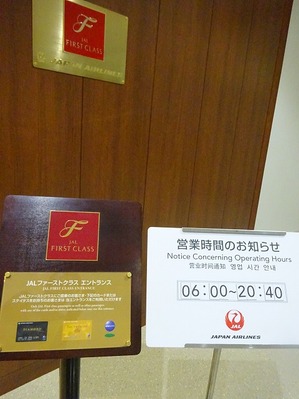 F
JAL
FIRST CLASS
JAPAN AIRLINES
F
JAL
FIRST CLASS
JALファーストクラス エントランス
JAL FIRST CLASS ENTRANCE
営業時間のお知らせ
Notice Concerning Operating Hours
营业时间通知 영업 시간 안내
06:00~20:40
JAL
JAPAN AIRLINES